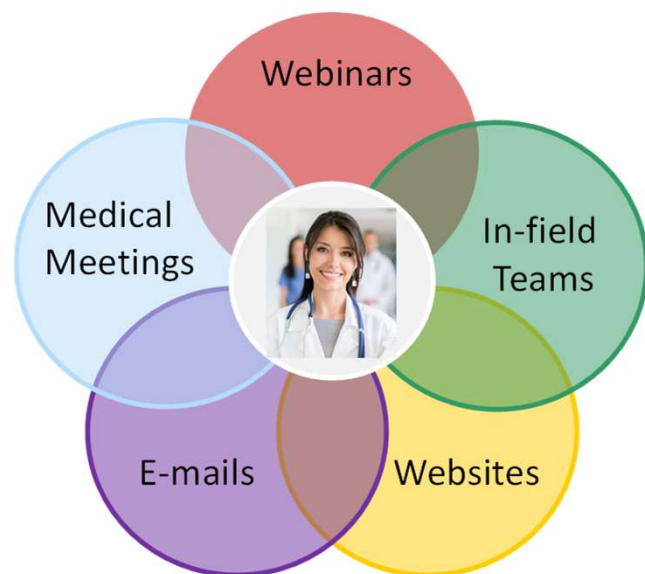 Webinars
Medical
Meetings
In-field
Teams
E-mails
Websites